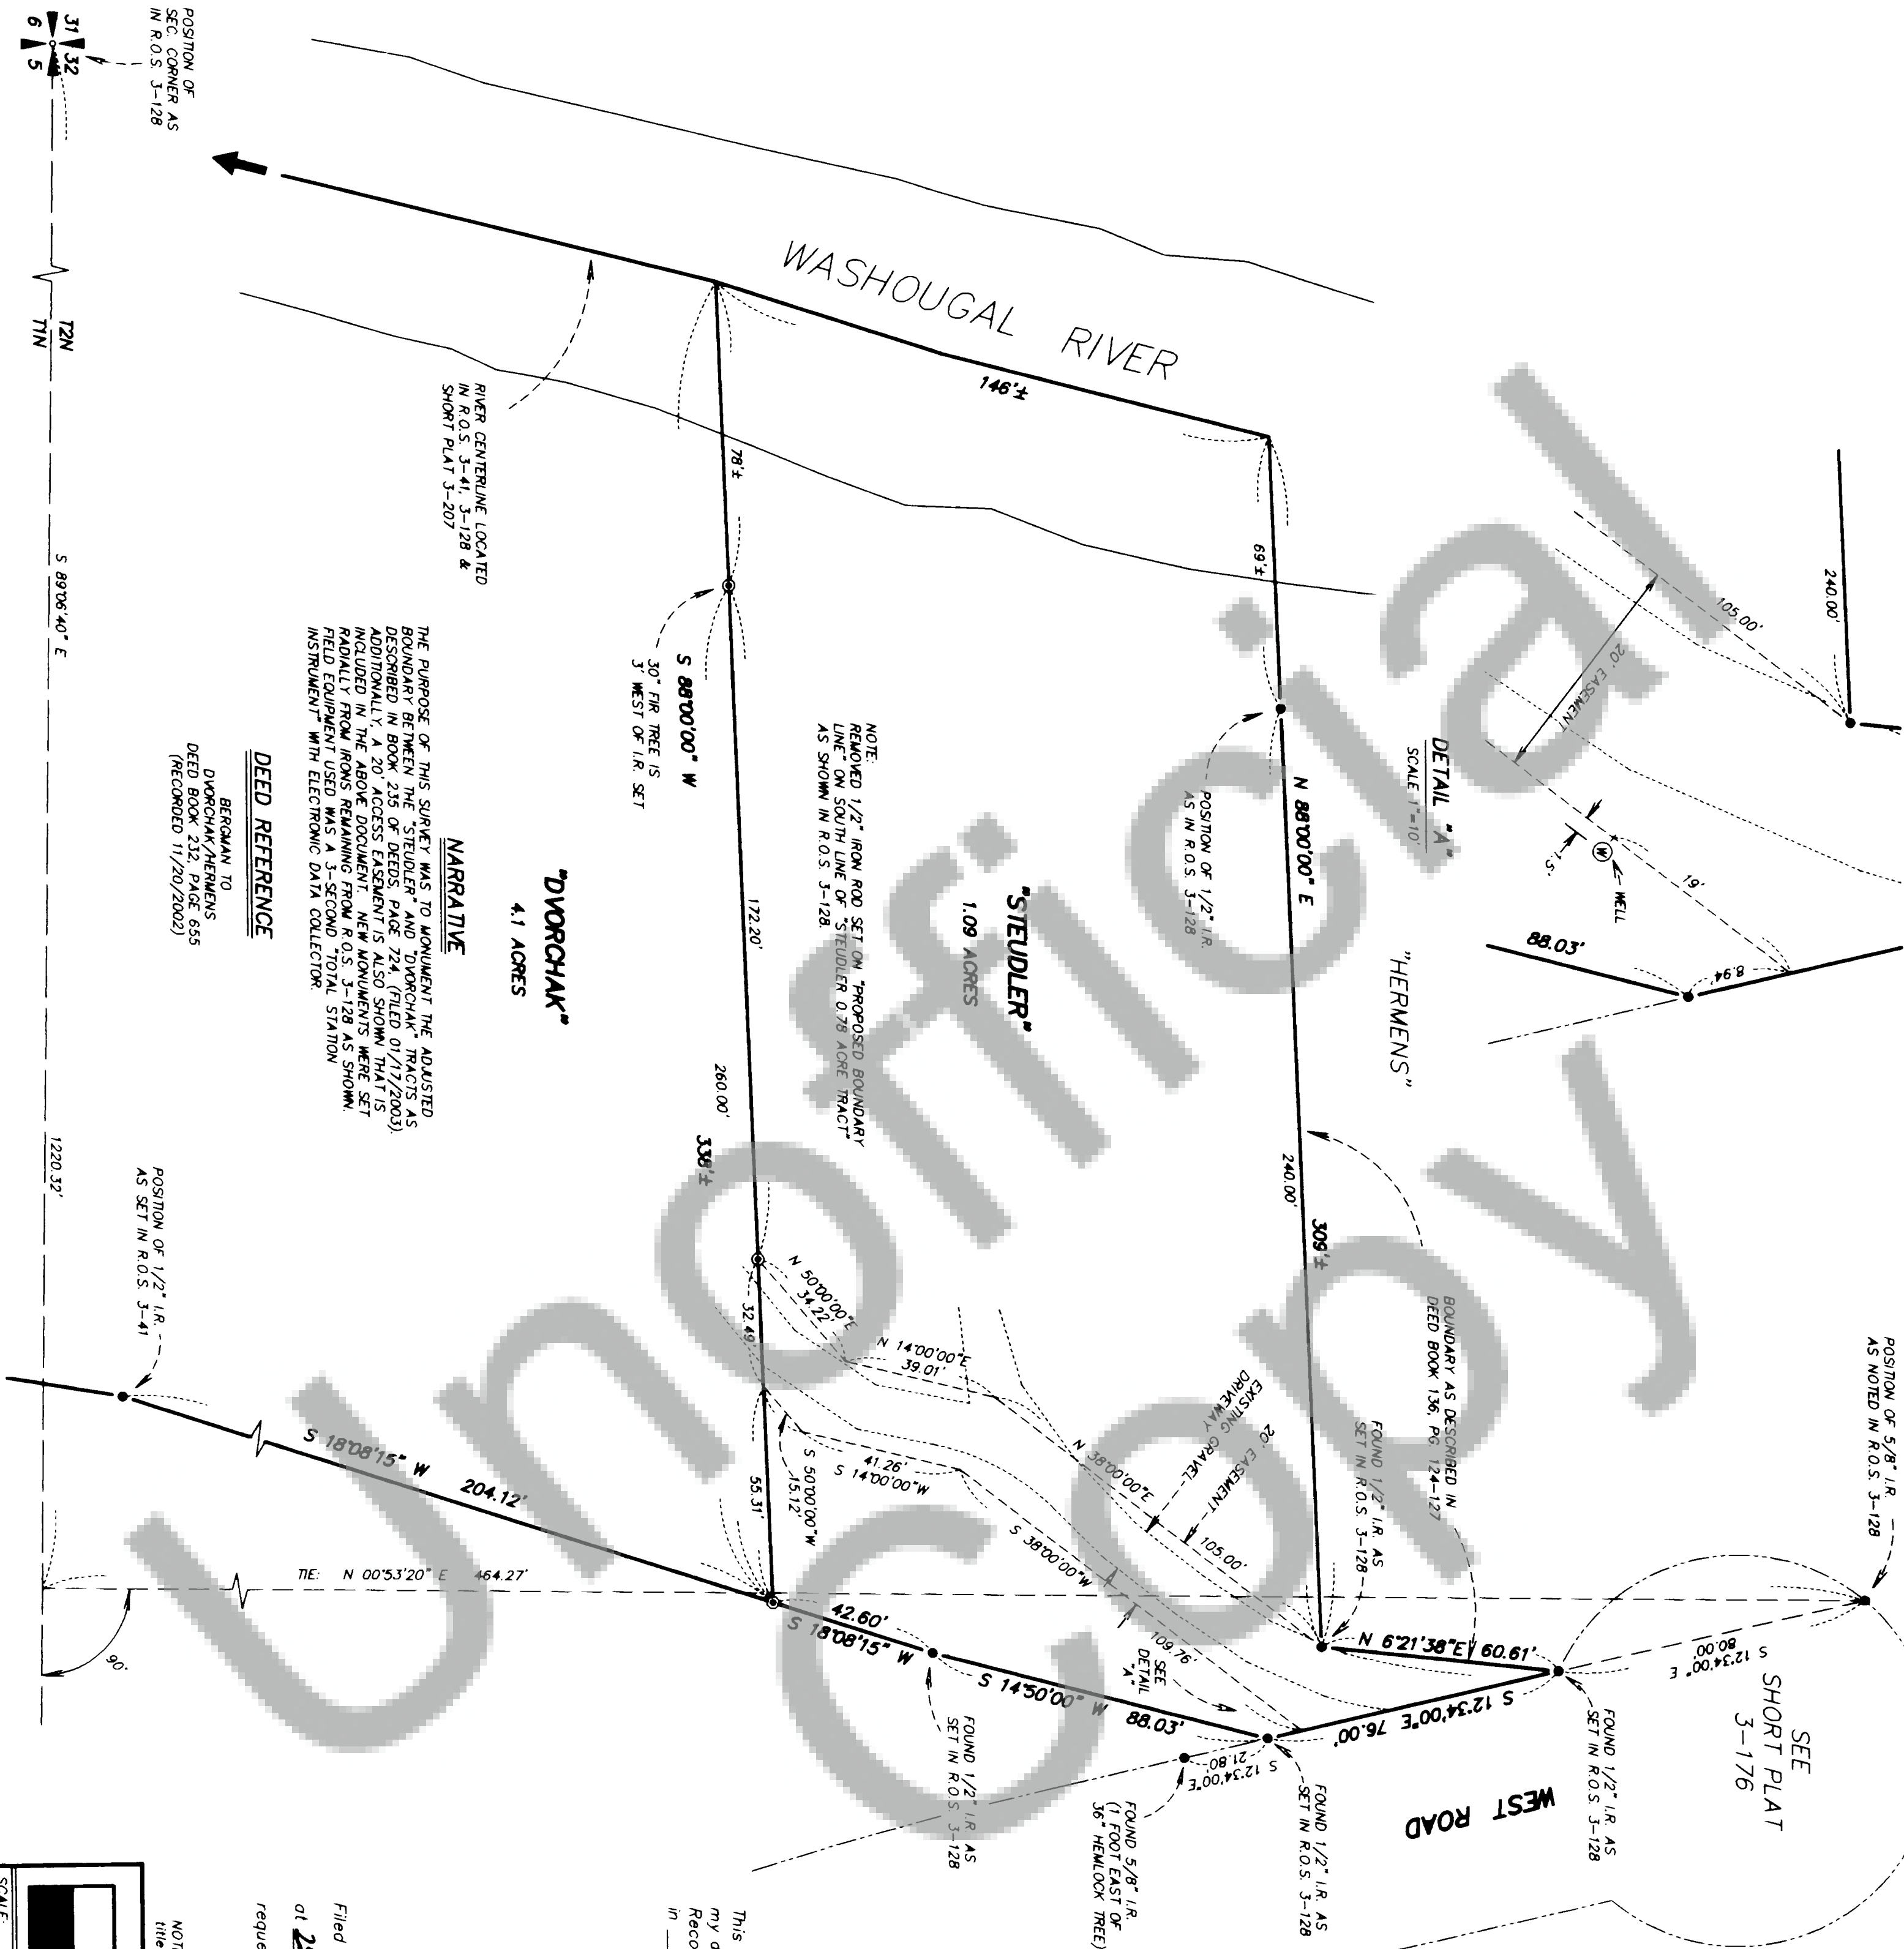 POSITION OF
SEC. CORNER AS
IN R.O.S. 3-128
31 32
6 5
T2N
T1N
S 89°06'40" E
1220.32'
WASHOUGAL RIVER
146'±
RIVER CENTERLINE LOCATED
IN R.O.S. 3-41, 3-128 &
SHORT PLAT 3-207
78'±
69'±
30" FIR TREE IS
3' WEST OF I.R. SET
S 88°00'00" W
172.20'
260.00'
338'±
32.49'
55.31'
NOTE:
REMOVED 1/2" IRON ROD SET ON "PROPOSED BOUNDARY
LINE" ON SOUTH LINE OF "STEUDLER 0.78 ACRE TRACT"
AS SHOWN IN R.O.S. 3-128.
"STEUDLER"
1.09 ACRES
"DVORCHAK"
4.1 ACRES
NARRATIVE
THE PURPOSE OF THIS SURVEY WAS TO MONUMENT THE ADJUSTED
BOUNDARY BETWEEN THE "STEUDLER" AND "DVORCHAK" TRACTS AS
DESCRIBED IN BOOK 235 OF DEEDS, PAGE 724, (FILED 01/17/2003).
ADDITIONALLY, A 20' ACCESS EASEMENT IS ALSO SHOWN THAT IS
INCLUDED IN THE ABOVE DOCUMENT. NEW MONUMENTS WERE SET
RADIALLY FROM IRONS REMAINING FROM R.O.S. 3-128 AS SHOWN.
FIELD EQUIPMENT USED WAS A 3-SECOND "TOTAL STATION
INSTRUMENT" WITH ELECTRONIC DATA COLLECTOR.
DEED REFERENCE
BERGMAN TO
DVORCHAK/HERMENS
DEED BOOK 232, PAGE 655
(RECORDED 11/20/2002)
POSITION OF 1/2" I.R.
AS SET IN R.O.S. 3-41
S 18°08'15" W 204.12'
TIE: N 00°53'20" E 464.27'
90°
DETAIL "A"
SCALE 1"=10'
240.00'
105.00'
20' EASEMENT
1.5'
W
WELL
19'
8.94'
88.03'
"HERMENS"
POSITION OF 1/2" I.R.
AS IN R.O.S. 3-128
N 88°00'00" E
240.00'
309'±
BOUNDARY AS DESCRIBED IN
DEED BOOK 136, PG 124-127
FOUND 1/2" I.R. AS
SET IN R.O.S. 3-128
N 50°00'00"E
34.22'
N 14°00'00"E
39.01'
N 38°00'00"E
105.00'
20' EASEMENT
EXISTING GRAVEL
DRIVEWAY
S 50°00'00"W
15.12'
41.26'
S 14°00'00"W
S 38°00'00"W
109.76'
SEE
DETAIL
"A"
42.60'
S 18°08'15" W
S 14°50'00" W 88.03'
FOUND 1/2" I.R. AS
SET IN R.O.S. 3-128
N 6°21'38"E 60.61'
S 12°34'00"E 76.00'
S 12°34'00"E
21.80'
FOUND 5/8" I.R.
(1 FOOT EAST OF
36" HEMLOCK TREE)
FOUND 1/2" I.R. AS
SET IN R.O.S. 3-128
FOUND 1/2" I.R. AS
SET IN R.O.S. 3-128
WEST ROAD
S 12°34'00" E
80.00'
POSITION OF 5/8" I.R.
AS NOTED IN R.O.S. 3-128
SEE
SHORT PLAT
3-176
This
my
Reco
in
Filed
at
reque
NOT
title
SCALE:
Unofficial
Copy